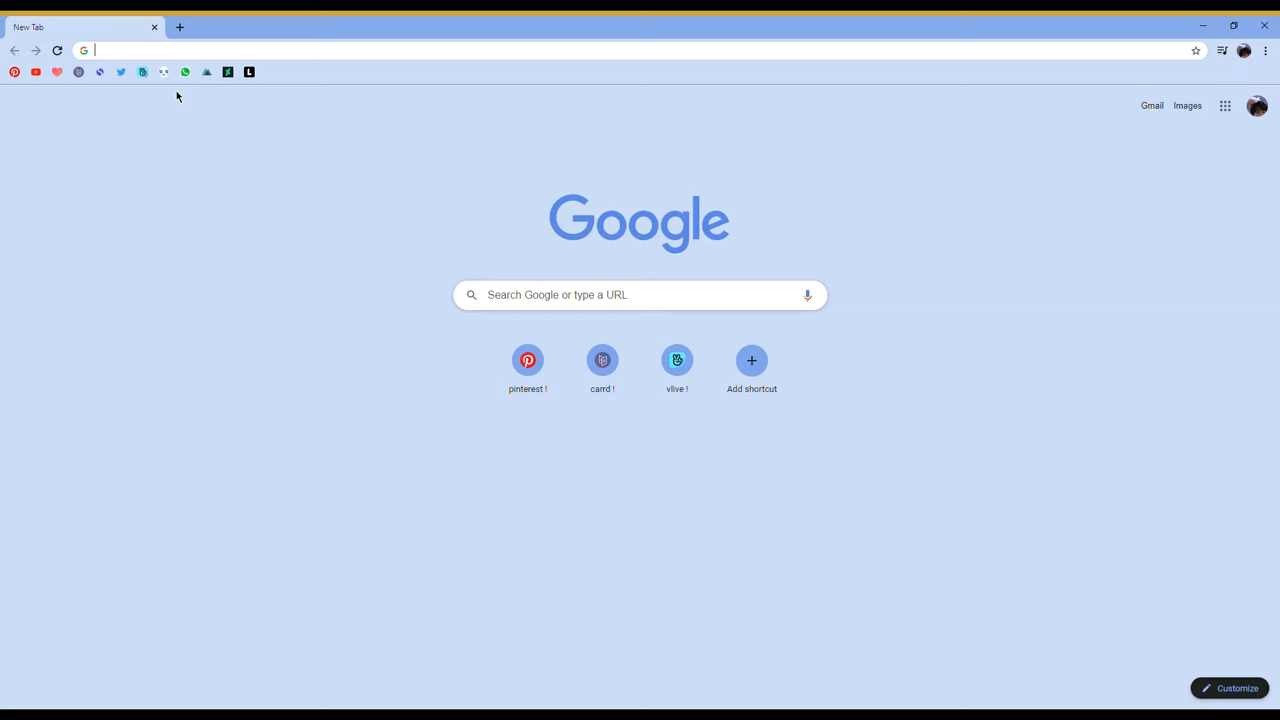 New Tab
Gmail Images
Google
Search Google or type a URL
pinterest ! carrd ! vlive ! Add shortcut
Customize